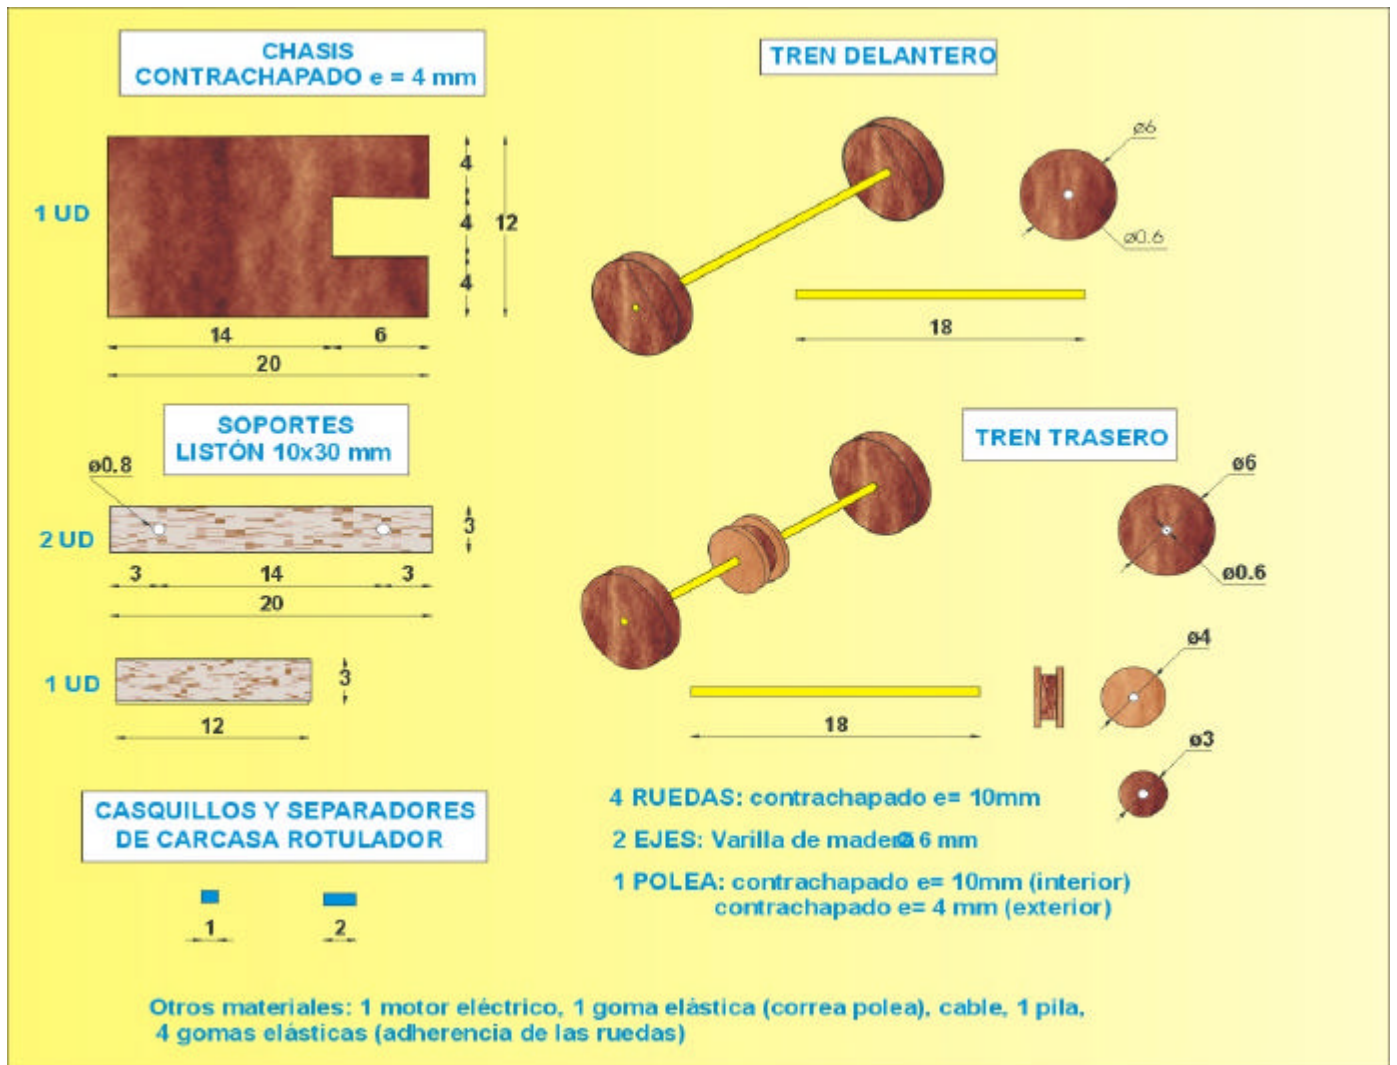 CHASIS
CONTRACHAPADO e = 4 mm
1 UD
4
4
4
12
14
6
20
SOPORTES
LISTÓN 10x30 mm
ø0.8
2 UD
3
3
14
3
20
1 UD
3
12
CASQUILLOS Y SEPARADORES
DE CARCASA ROTULADOR
1
2
TREN DELANTERO
ø6
ø0.6
18
TREN TRASERO
ø6
ø0.6
ø4
18
ø3
4 RUEDAS: contrachapado e= 10mm
2 EJES: Varilla de madera Ø 6 mm
1 POLEA: contrachapado e= 10mm (interior)
contrachapado e= 4 mm (exterior)
Otros materiales: 1 motor eléctrico, 1 goma elástica (correa polea), cable, 1 pila,
4 gomas elásticas (adherencia de las ruedas)